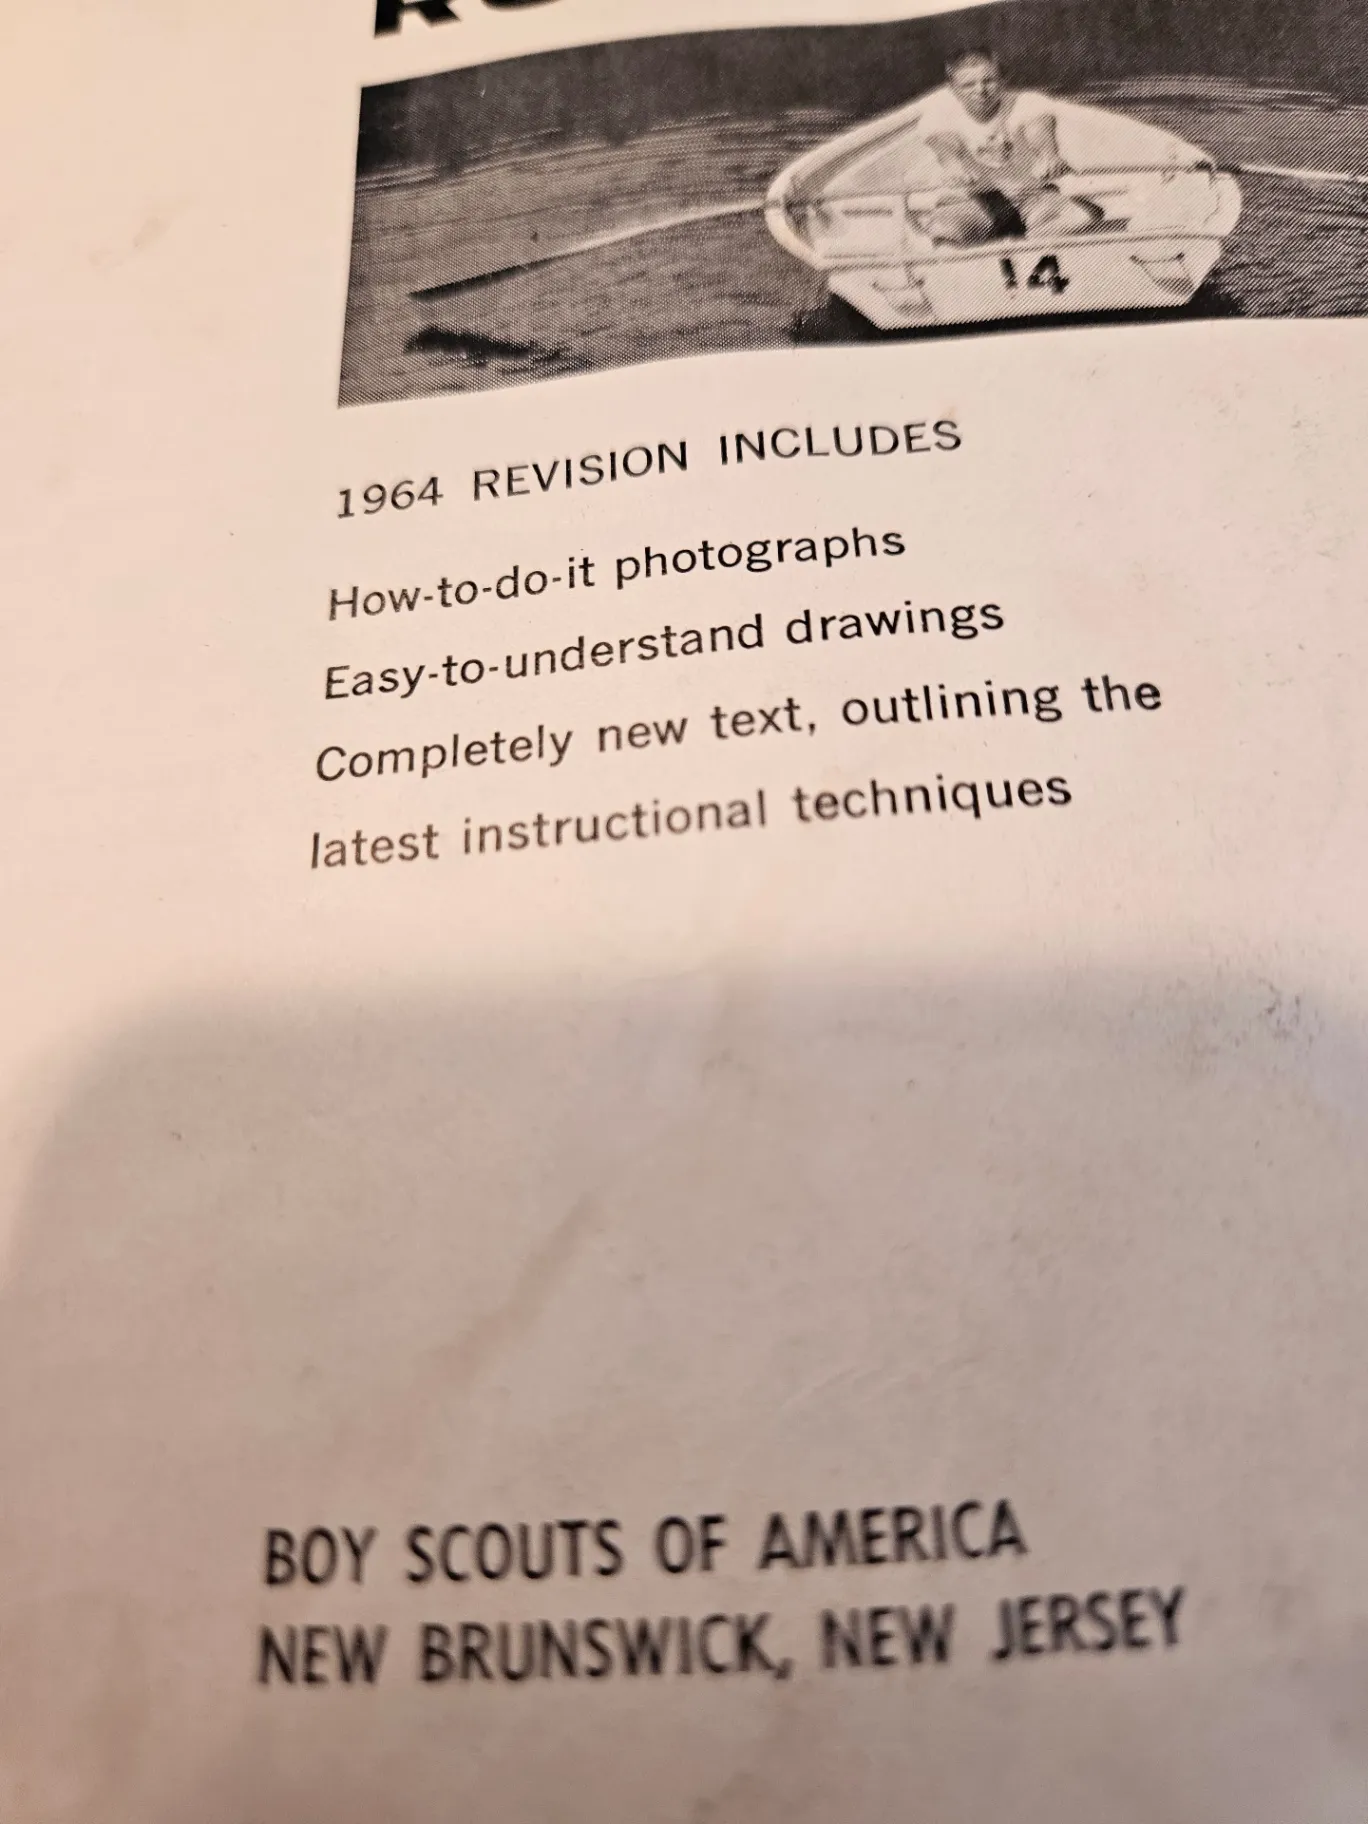 14
1964 REVISION INCLUDES
How-to-do-it photographs
Easy-to-understand drawings
Completely new text, outlining the
latest instructional techniques
BOY SCOUTS OF AMERICA
NEW BRUNSWICK, NEW JERSEY